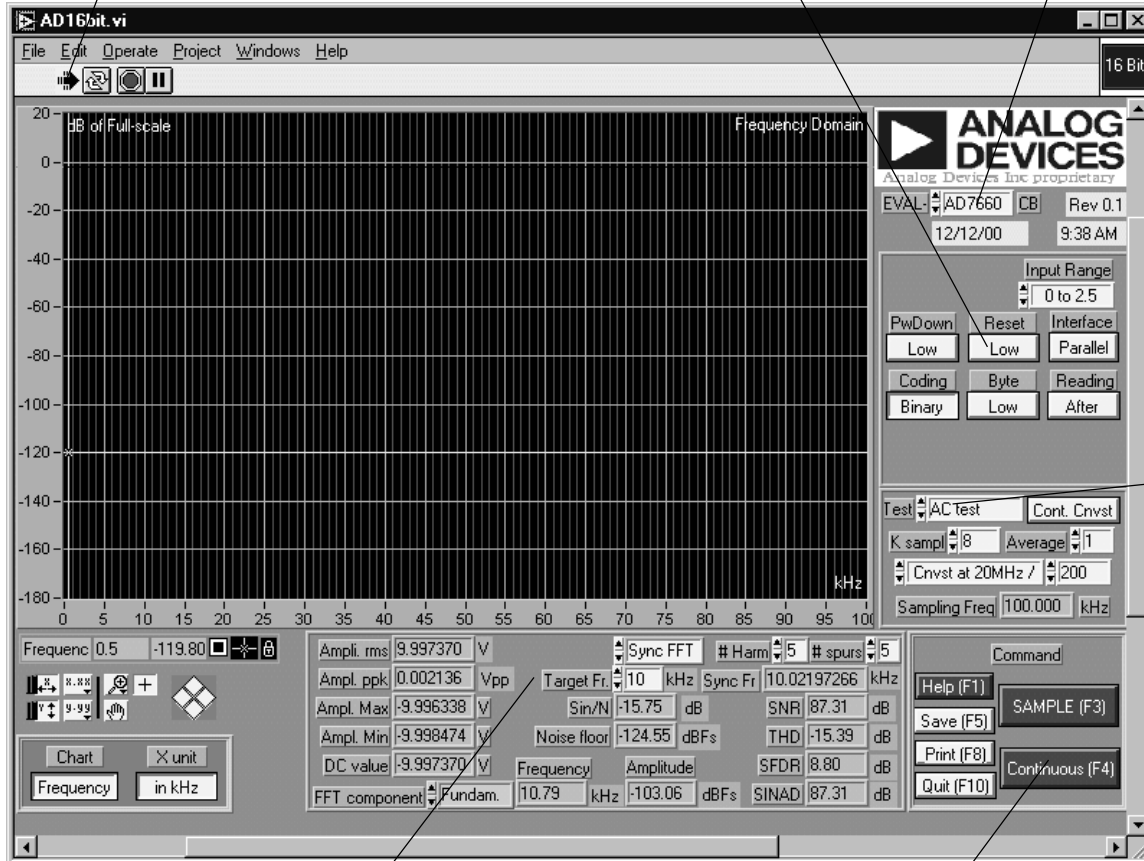 AD16bit.vi
File Edit Operate Project Windows Help
16 Bit
dB of Full-scale
Frequency Domain
20
0
-20
-40
-60
-80
-100
-120
-140
-160
-180
kHz
0 5 10 15 20 25 30 35 40 45 50 55 60 65 70 75 80 85 90 95
ANALOG
DEVICES
Analog Devices Inc proprietary
EVAL- AD7660 CB Rev 0.1
12/12/00 9:38 AM
Input Range
0 to 2.5
PwDown Reset Interface
Low Low Parallel
Coding Byte Reading
Binary Low After
Test AC test Cont. Cnvst
K sampl 8 Average 1
Cnvst at 20MHz / 200
Sampling Freq 100.000 kHz
Frequenc 0.5 -119.80
X.XX
Y.YY
Chart X unit
Frequency in kHz
Ampli. rms 9.997370 V Sync FFT # Harm 5 # spurs 5
Ampl. ppk 0.002136 Vpp Target Fr. 10 kHz Sync Fr 10.02197266 kHz
Ampl. Max -9.996338 V Sin/N -15.75 dB SNR 87.31 dB
Ampl. Min -9.998474 V Noise floor -124.55 dBFs THD -15.39 dB
DC value -9.997370 V Frequency Amplitude SFDR 8.80 dB
FFT component Fundam. 10.79 kHz -103.06 dBFs SINAD 87.31 dB
Command
Help (F1)
SAMPLE (F3)
Save (F5)
Print (F8)
Continuous (F4)
Quit (F10)